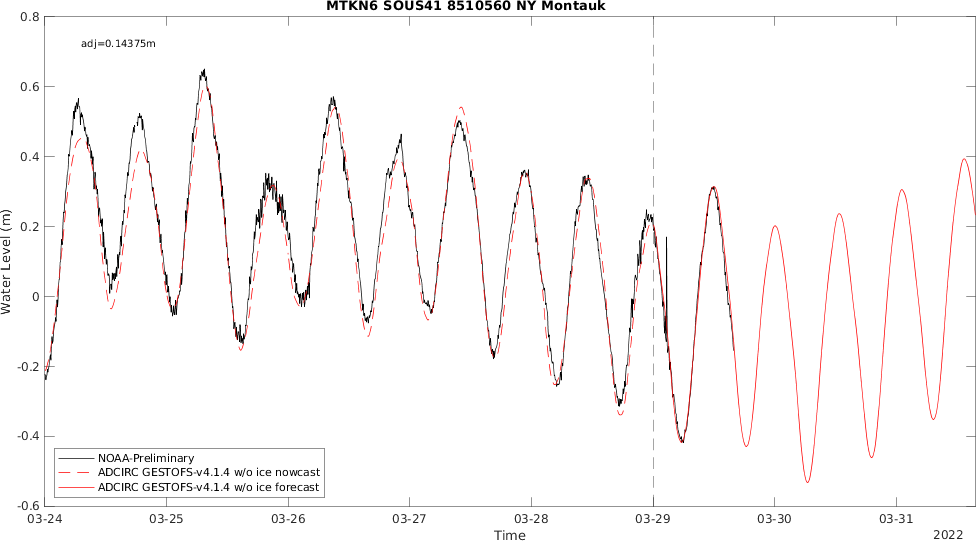 MTKN6 SOUS41 8510560 NY Montauk
adj=0.14375m
Water Level (m)
0.8
0.6
0.4
0.2
0
-0.2
-0.4
-0.6
NOAA-Preliminary
ADCIRC GESTOFS-v4.1.4 w/o ice nowcast
ADCIRC GESTOFS-v4.1.4 w/o ice forecast
03-24 03-25 03-26 03-27 03-28 03-29 03-30 03-31
Time
2022